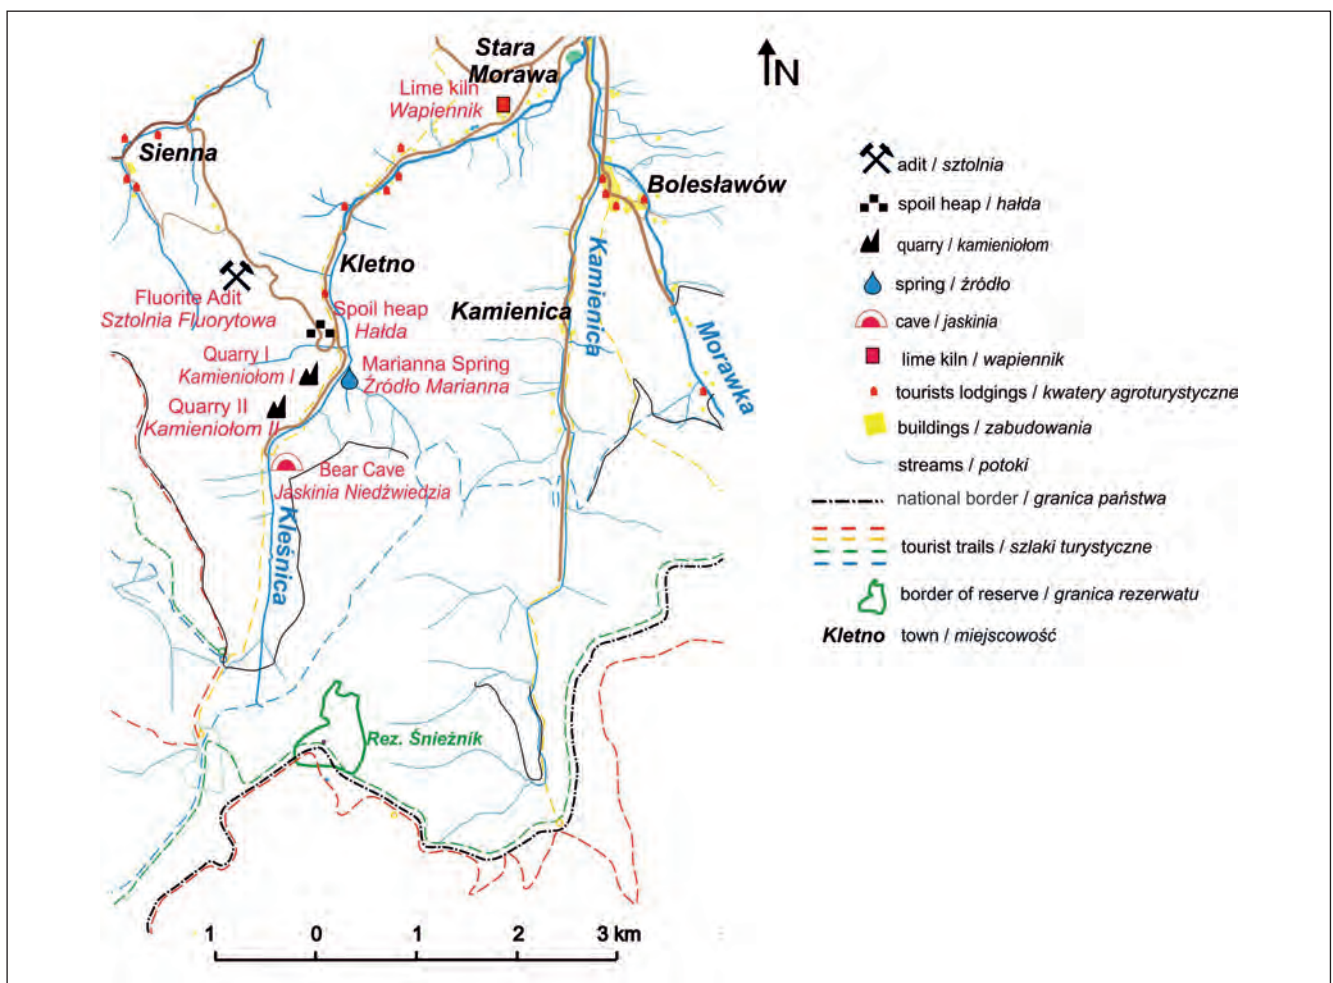 Stara
Morawa
Lime kiln
Wapiennik
N
Sienna
Bolesławów
Kletno
Kamienica
Kamienica
Morawka
Fluorite Adit
Sztolnia Fluorytowa
Spoil heap
Hałda
Quarry I
Kamieniołom I
Marianna Spring
Źródło Marianna
Quarry II
Kamieniołom II
Bear Cave
Jaskinia Niedźwiedzia
Kleśnica
Rez. Śnieżnik
1 0 1 2 3 km
adit / sztolnia
spoil heap / hałda
quarry / kamieniołom
spring / źródło
cave / jaskinia
lime kiln / wapiennik
tourists lodgings / kwatery agroturystyczne
buildings / zabudowania
streams / potoki
national border / granica państwa
tourist trails / szlaki turystyczne
border of reserve / granica rezerwatu
Kletno town / miejscowość